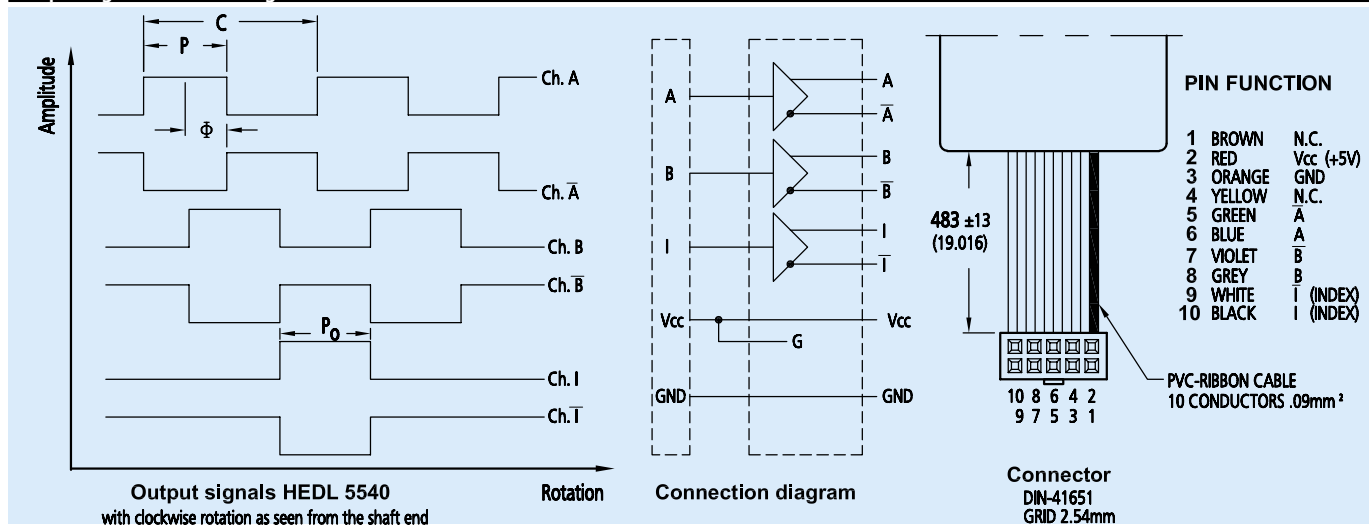 C
P
Φ
Amplitude
Ch. A
Ch. A̅
Ch. B
Ch. B̅
P₀
Ch. I
Ch. I̅
Rotation
Output signals HEDL 5540
with clockwise rotation as seen from the shaft end
A
A
A̅
B
B
B̅
I
I
I̅
Vcc
Vcc
G
GND
GND
Connection diagram
483 ±13
(19.016)
10 8 6 4 2
9 7 5 3 1
Connector
DIN-41651
GRID 2.54mm
PVC-RIBBON CABLE
10 CONDUCTORS .09mm ²
PIN FUNCTION
1 BROWN N.C.
2 RED Vcc (+5V)
3 ORANGE GND
4 YELLOW N.C.
5 GREEN A̅
6 BLUE A
7 VIOLET B̅
8 GREY B
9 WHITE I̅ (INDEX)
10 BLACK I (INDEX)